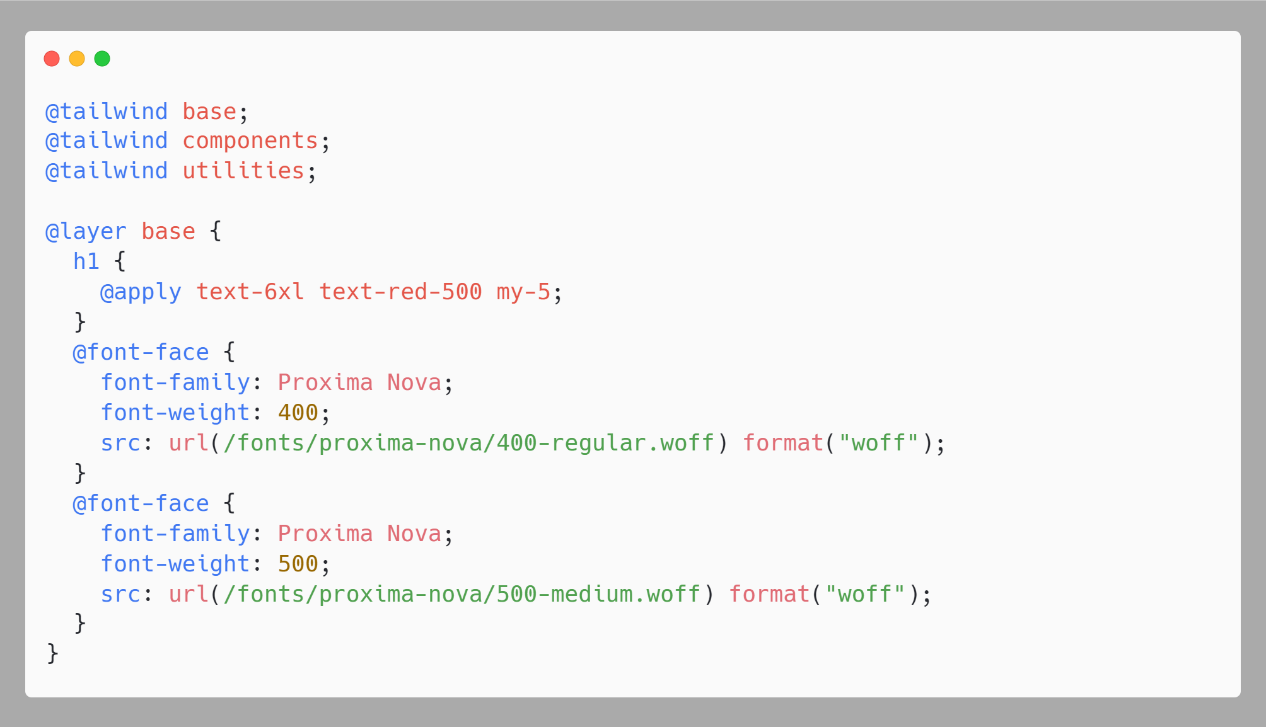 @tailwind base;
@tailwind components;
@tailwind utilities;

@layer base {
  h1 {
    @apply text-6xl text-red-500 my-5;
  }
  @font-face {
    font-family: Proxima Nova;
    font-weight: 400;
    src: url(/fonts/proxima-nova/400-regular.woff) format("woff");
  }
  @font-face {
    font-family: Proxima Nova;
    font-weight: 500;
    src: url(/fonts/proxima-nova/500-medium.woff) format("woff");
  }
}